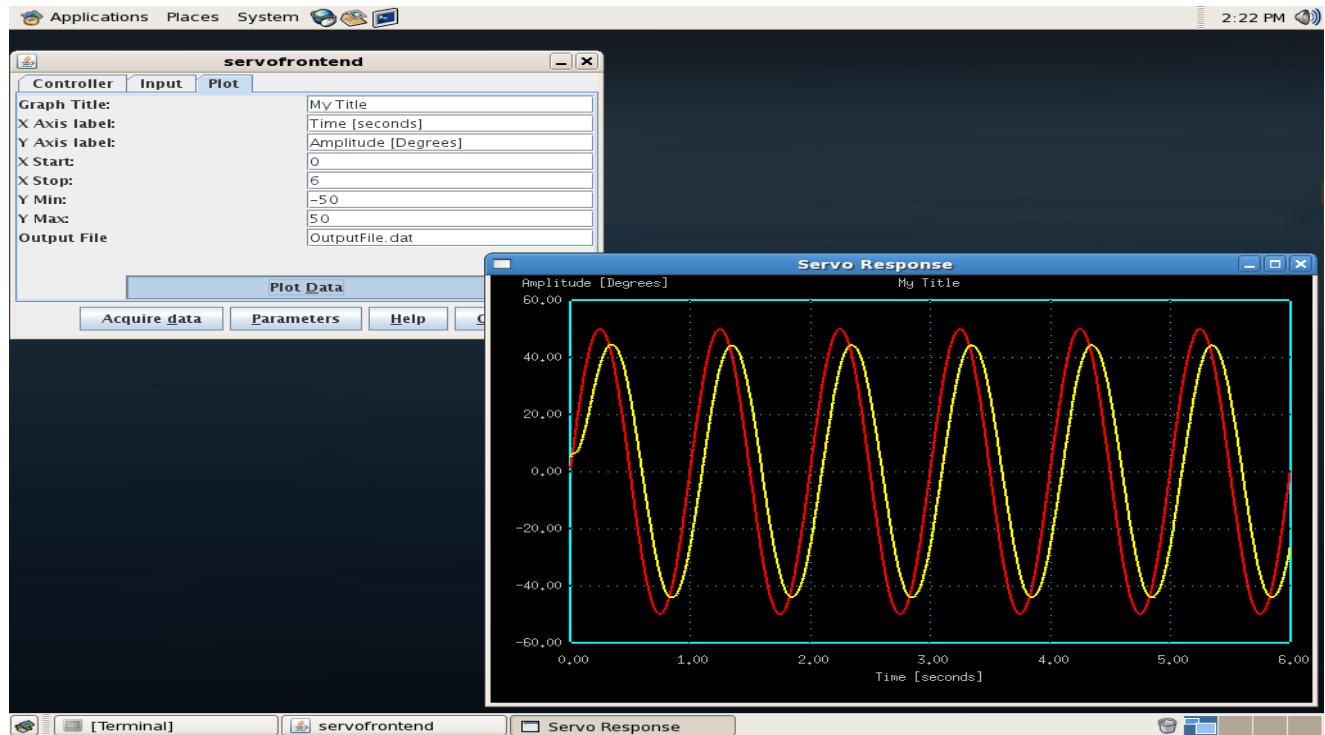 Applications Places System 2:22 PM
servofrontend
Controller Input Plot
Graph Title: My Title
X Axis label: Time [seconds]
Y Axis label: Amplitude [Degrees]
X Start: 0
X Stop: 6
Y Min: -50
Y Max: 50
Output File OutputFile.dat
Plot Data
Acquire data Parameters Help
Servo Response
Amplitude [Degrees] My Title
60.00
40.00
20.00
0.00
-20.00
-40.00
-60.00
0.00 1.00 2.00 3.00 4.00 5.00 6.00
Time [seconds]
[Terminal] servofrontend Servo Response